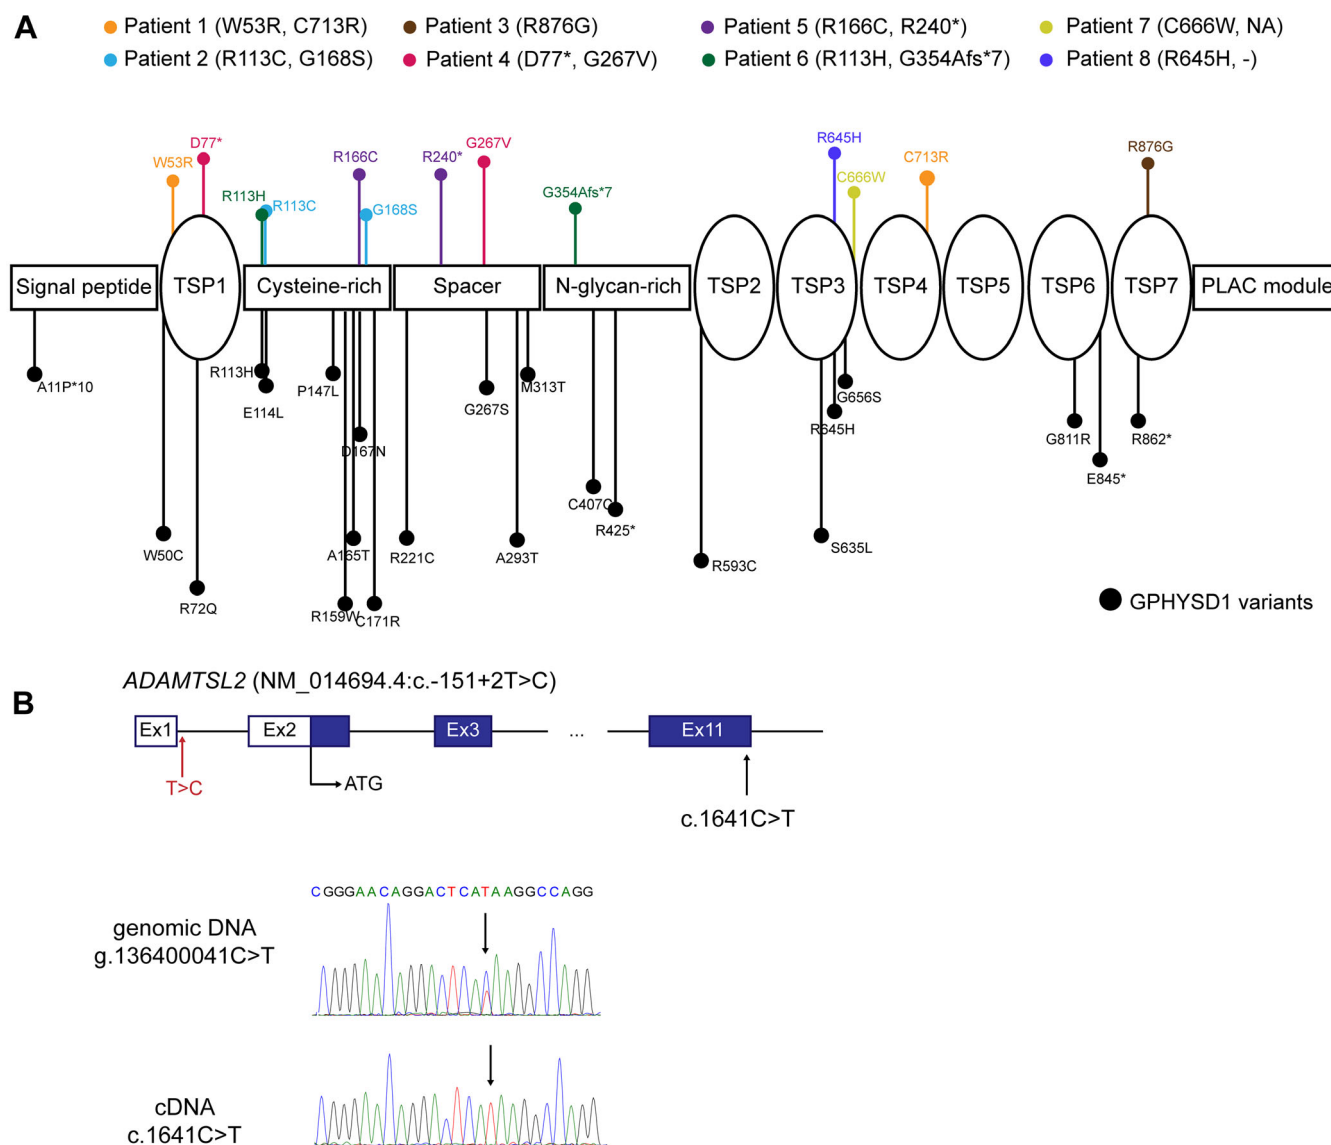 A
Patient 1 (W53R, C713R)
Patient 3 (R876G)
Patient 5 (R166C, R240*)
Patient 7 (C666W, NA)
Patient 2 (R113C, G168S)
Patient 4 (D77*, G267V)
Patient 6 (R113H, G354Afs*7)
Patient 8 (R645H, -)
D77*
W53R
R113H
R113C
R166C
G168S
R240*
G267V
G354Afs*7
R645H
C666W
C713R
R876G
Signal peptide
TSP1
Cysteine-rich
Spacer
N-glycan-rich
TSP2
TSP3
TSP4
TSP5
TSP6
TSP7
PLAC module
A11P*10
R113H
E114L
P147L
D167N
G267S
M313T
G656S
R645H
G811R
R862*
E845*
W50C
R72Q
A165T
R159W
C171R
R221C
A293T
C407C
R425*
R593C
S635L
GPHYSD1 variants
B
ADAMTSL2 (NM_014694.4:c.-151+2T>C)
Ex1
Ex2
Ex3
...
Ex11
T>C
ATG
c.1641C>T
CGGGAACAGGACTCATAAGGCCAGG
genomic DNA
g.136400041C>T
cDNA
c.1641C>T